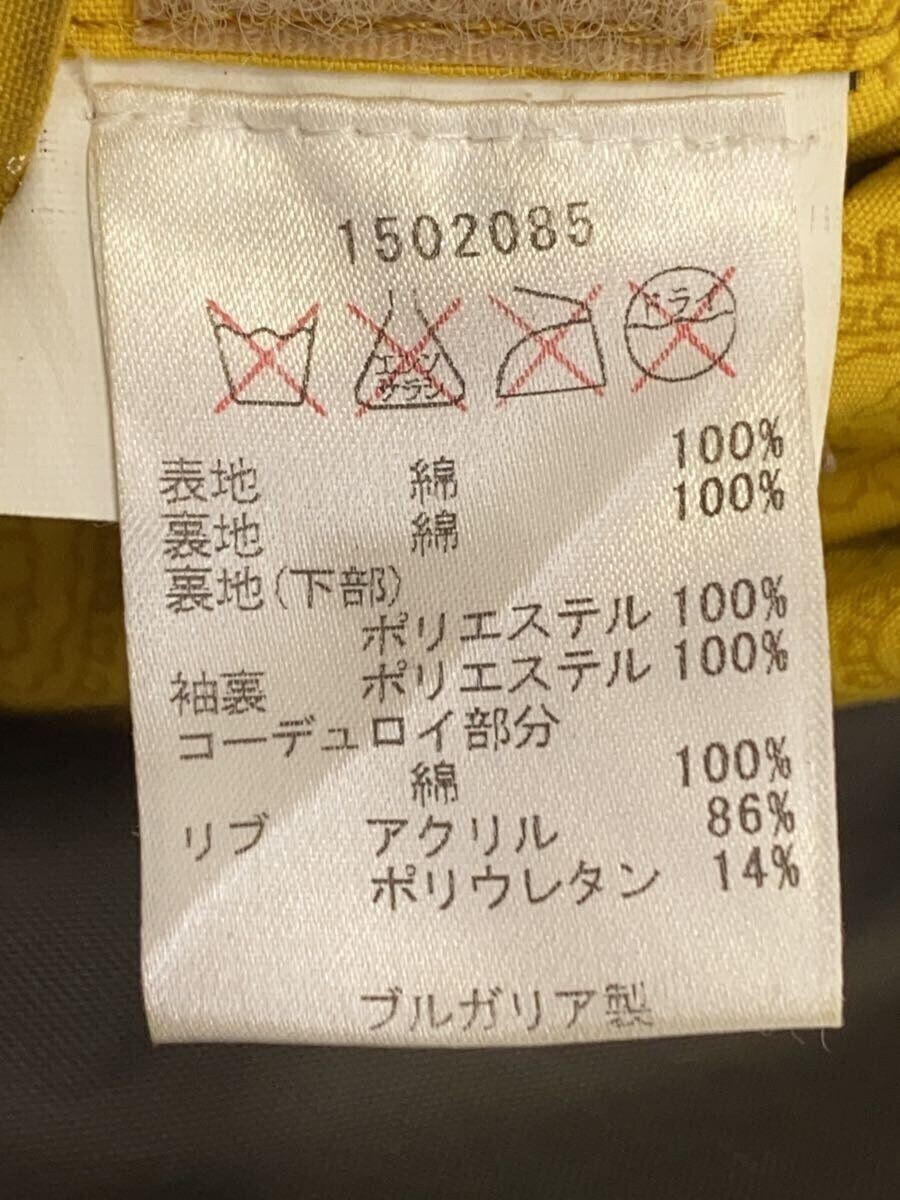 1502085
エンソ
サラシ
ドライ
表地 綿 100%
裏地 綿 100%
裏地(下部)
ポリエステル 100%
袖裏 ポリエステル 100%
コーデュロイ部分
綿 100%
リブ アクリル 86%
ポリウレタン 14%
ブルガリア製